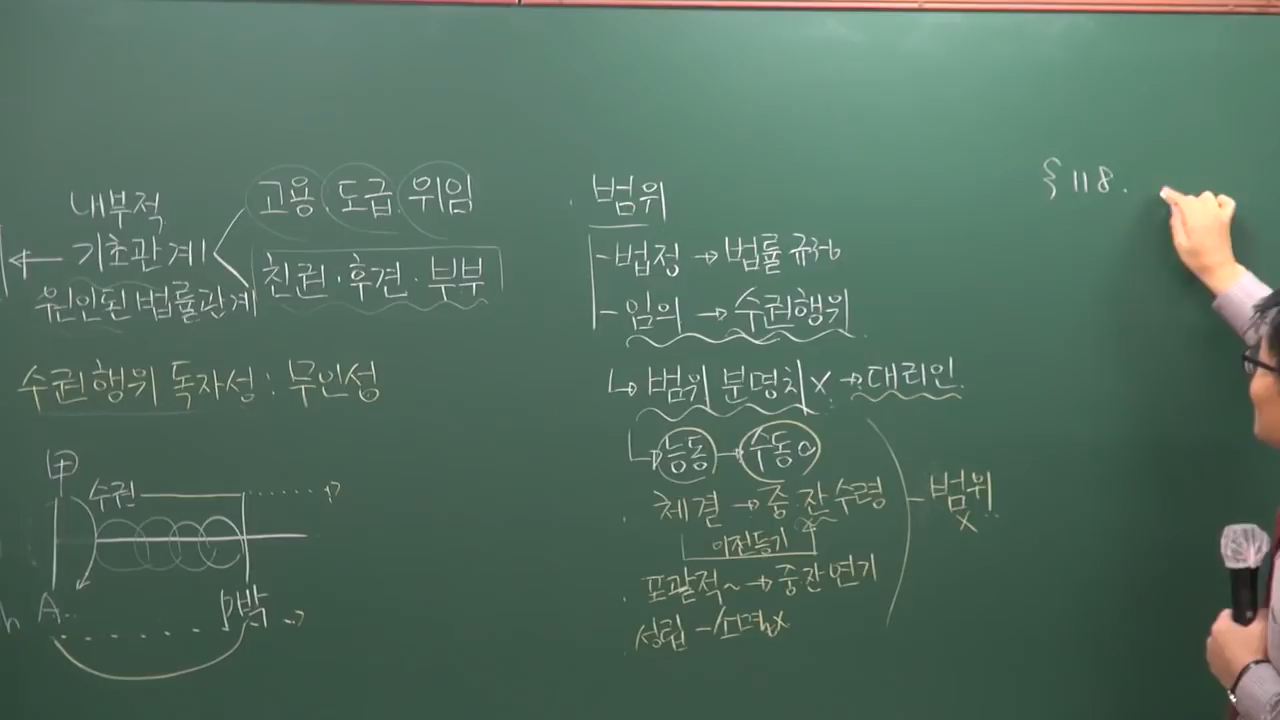 내부적
기초관계
원인된 법률관계
고용 도급 위임
친권·후견·부부
수권행위 독자성 : 무인성
甲
수권
A..
p박
· 범위
- 법정 → 법률 규정
- 임의 → 수권행위
↳ 범위 분명치 x → 대리인.
↳ 능동 → 수동 o
· 체결 → 중·잔 수령
이전등기
· 포괄적~ → 중잔 연기
· 성립 - 소멸x
- 범위
x
§ 118.